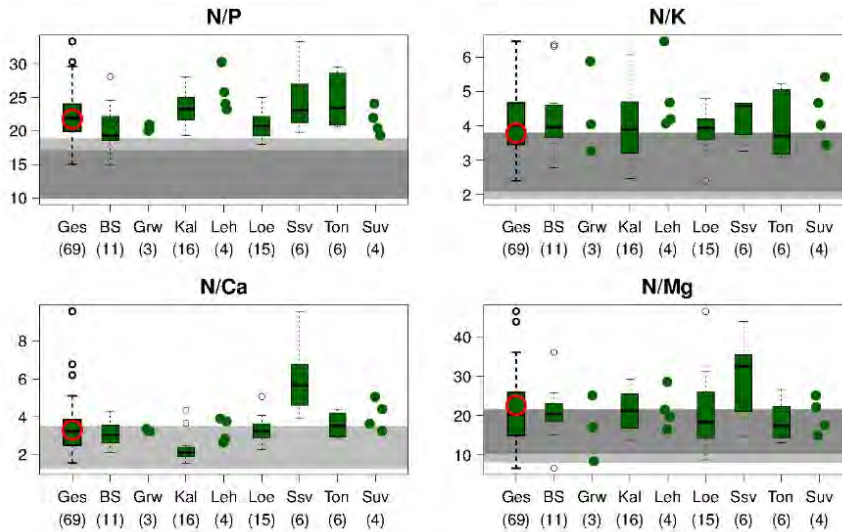 N/P
N/K
30
25
20
15
10
6
5
4
3
2
Ges BS Grw Kal Leh Loe Ssv Ton Suv
(69) (11) (3) (16) (4) (15) (6) (6) (4)
Ges BS Grw Kal Leh Loe Ssv Ton Suv
(69) (11) (3) (16) (4) (15) (6) (6) (4)
N/Ca
N/Mg
8
6
4
2
40
30
20
10
Ges BS Grw Kal Leh Loe Ssv Ton Suv
(69) (11) (3) (16) (4) (15) (6) (6) (4)
Ges BS Grw Kal Leh Loe Ssv Ton Suv
(69) (11) (3) (16) (4) (15) (6) (6) (4)